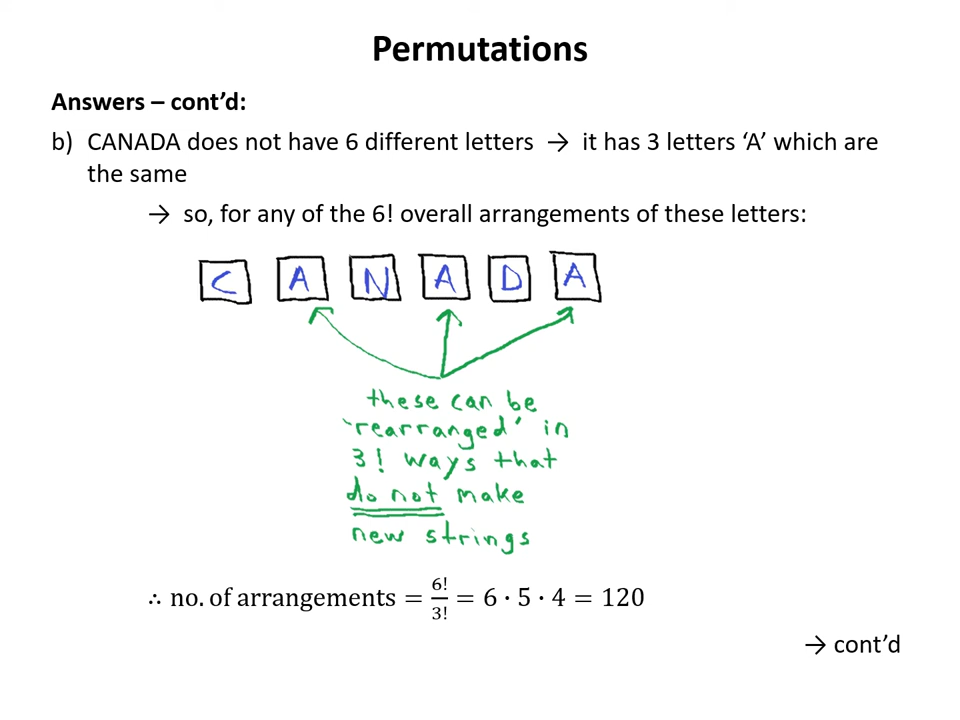 Permutations
Answers – cont’d:
b) CANADA does not have 6 different letters → it has 3 letters ‘A’ which are
the same
→ so, for any of the 6! overall arrangements of these letters:
C A N A D A
these can be
'rearranged' in
3! ways that
do not make
new strings
∴ no. of arrangements = 6!/3! = 6 · 5 · 4 = 120
→ cont’d